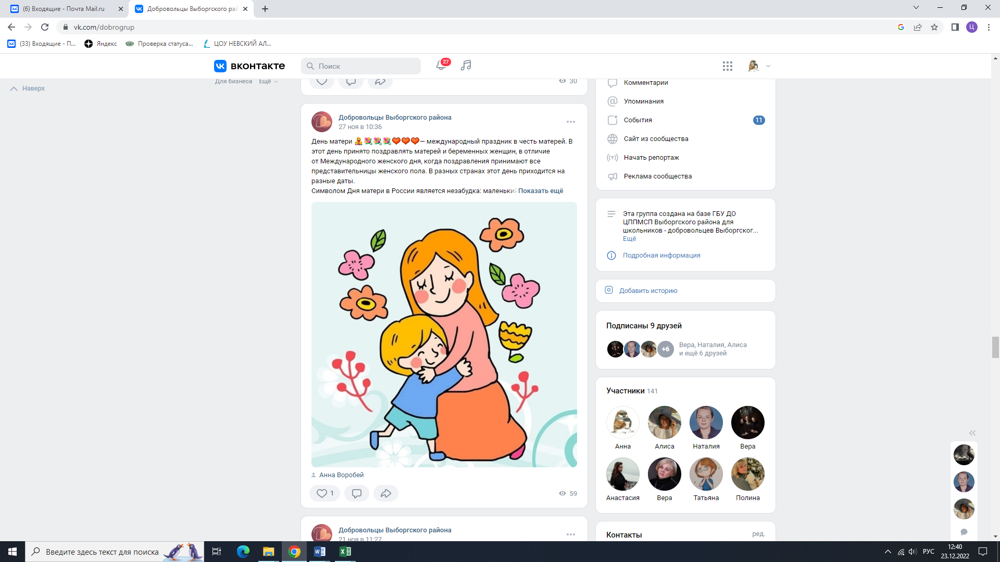 (6) Входящие - Почта Mail.ru
Добровольцы Выборгского рай
vk.com/dobrogrup
Ц
(33) Входящие - П...
Яндекс
Проверка статуса...
ЦОУ НЕВСКИЙ АЛ...
вконтакте
Поиск
27
Наверх
Для бизнеса Ещё
30
Добровольцы Выборгского района
27 ноя в 10:36
День матери — международный праздник в честь матерей. В
этот день принято поздравлять матерей и беременных женщин, в отличие
от Международного женского дня, когда поздравления принимают все
представительницы женского пола. В разных странах этот день приходится на
разные даты.
Символом Дня матери в России является незабудка: маленький Показать ещё
Анна Воробей
1
59
Добровольцы Выборгского района
21 ноя в 11:27
Комментарии
Упоминания
События
11
Сайт из сообщества
Начать репортаж
Реклама сообщества
Эта группа создана на базе ГБУ ДО
ЦППМСП Выборгского района для
школьников - добровольцев Выборгског...
Ещё
Подробная информация
Добавить историю
Подписаны 9 друзей
+6
Вера, Наталия, Алиса
и ещё 6 друзей
Участники 141
Анна Алиса Наталия Вера
Анастасия Вера Татьяна Полина
Контакты
ред.
Введите здесь текст для поиска
РУС
12:40
23.12.2022